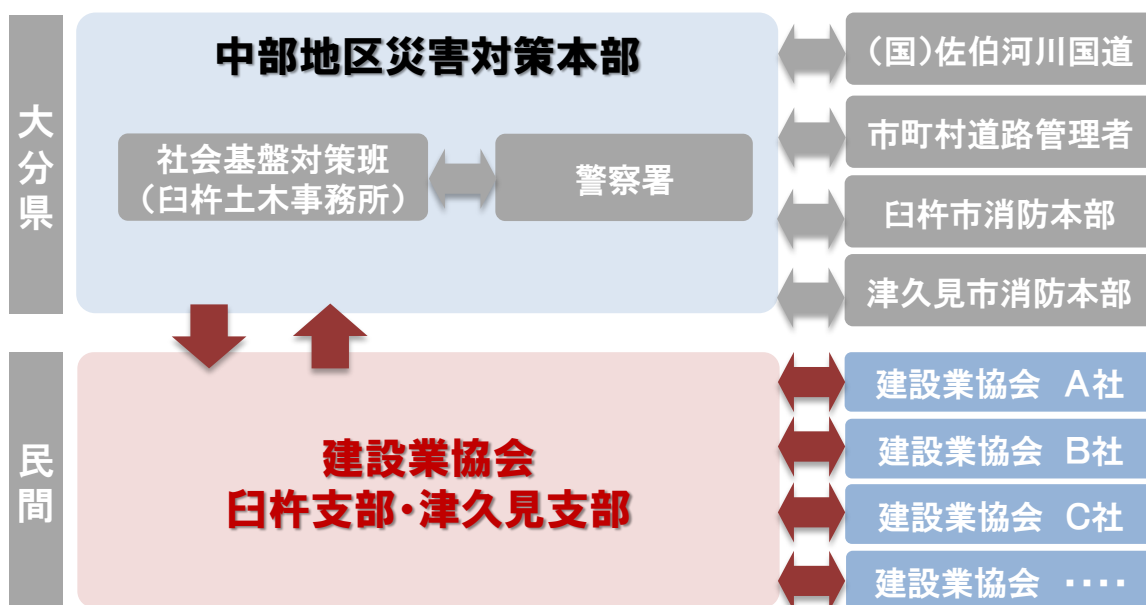 大分県
中部地区災害対策本部
社会基盤対策班
(臼杵土木事務所)
警察署
(国)佐伯河川国道
市町村道路管理者
臼杵市消防本部
津久見市消防本部
民間
建設業協会
臼杵支部・津久見支部
建設業協会 A社
建設業協会 B社
建設業協会 C社
建設業協会 ‥‥